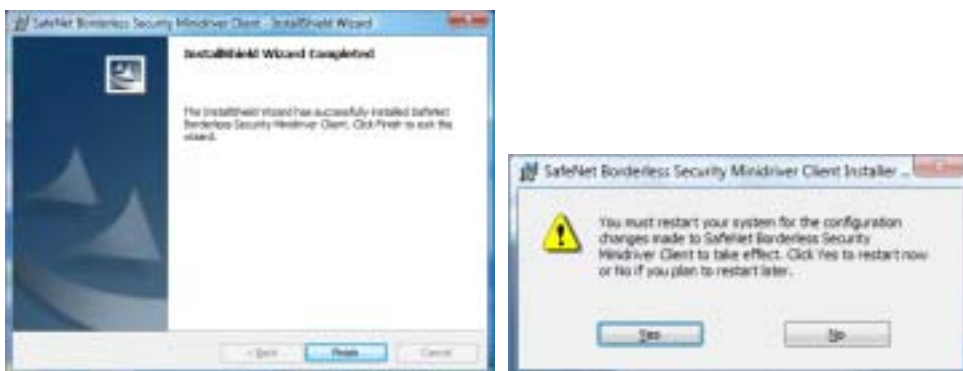 SafeNet Borderless Security Minidriver Client - InstallShield Wizard
InstallShield Wizard Completed
The InstallShield Wizard has successfully installed SafeNet
Borderless Security Minidriver Client. Click Finish to exit the
wizard.
< Back
Finish
Cancel
SafeNet Borderless Security Minidriver Client Installer ...
You must restart your system for the configuration
changes made to SafeNet Borderless Security
Minidriver Client to take effect. Click Yes to restart now
or No if you plan to restart later.
Yes
No